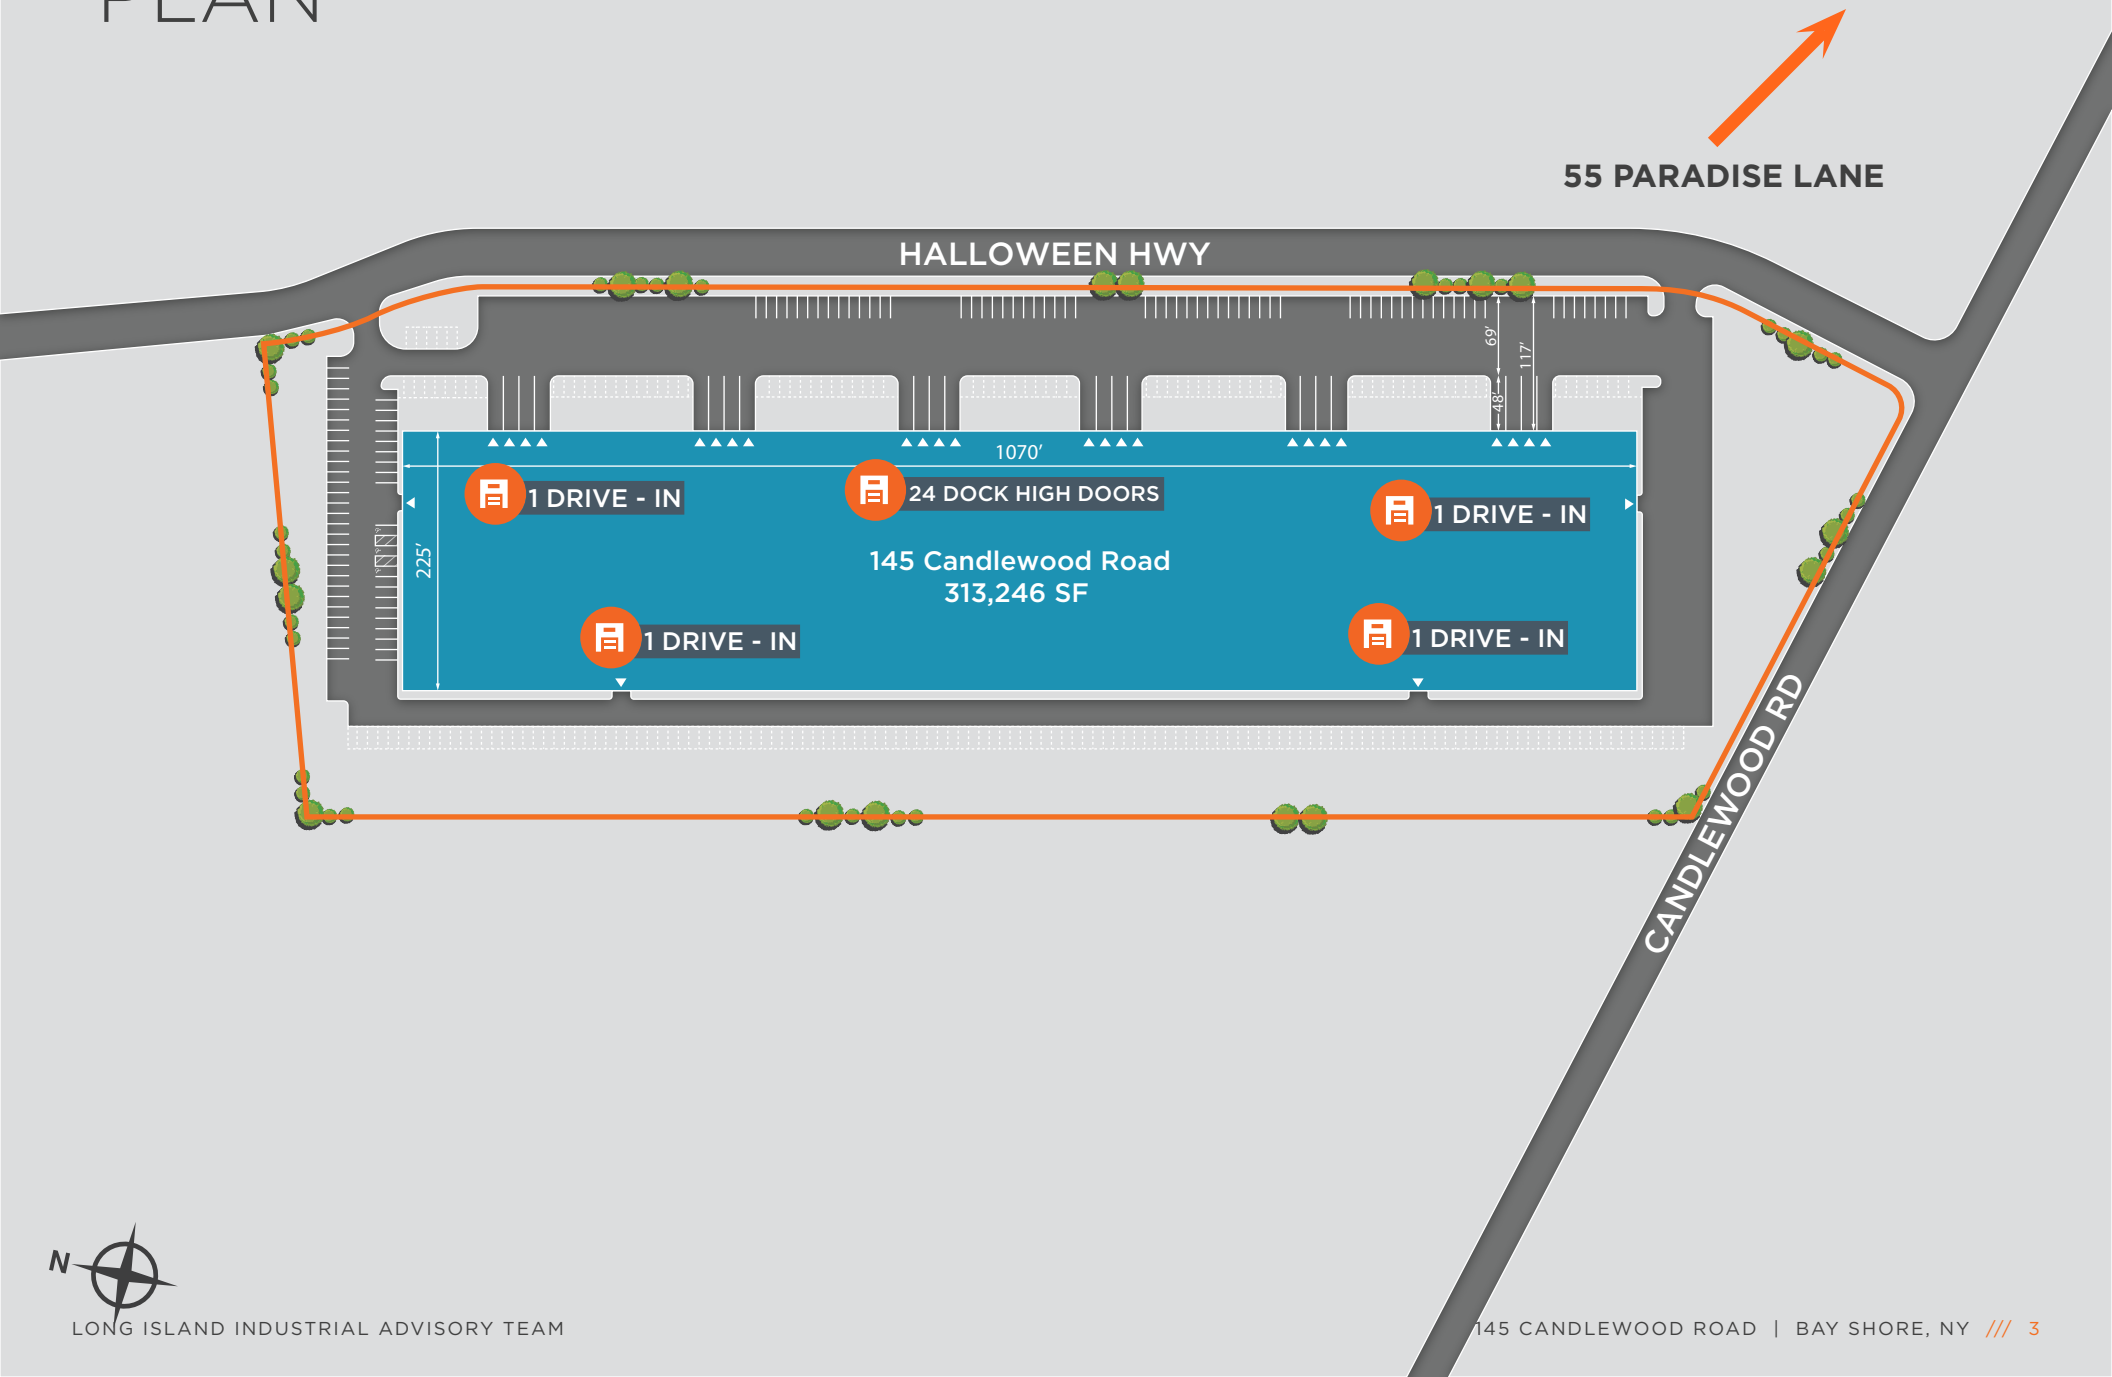 PLAN
55 PARADISE LANE
HALLOWEEN HWY
69'
117'
48'
1070'
1 DRIVE - IN
24 DOCK HIGH DOORS
1 DRIVE - IN
225'
145 Candlewood Road
313,246 SF
1 DRIVE - IN
1 DRIVE - IN
CANDLEWOOD RD
N
LONG ISLAND INDUSTRIAL ADVISORY TEAM
145 CANDLEWOOD ROAD | BAY SHORE, NY /// 3